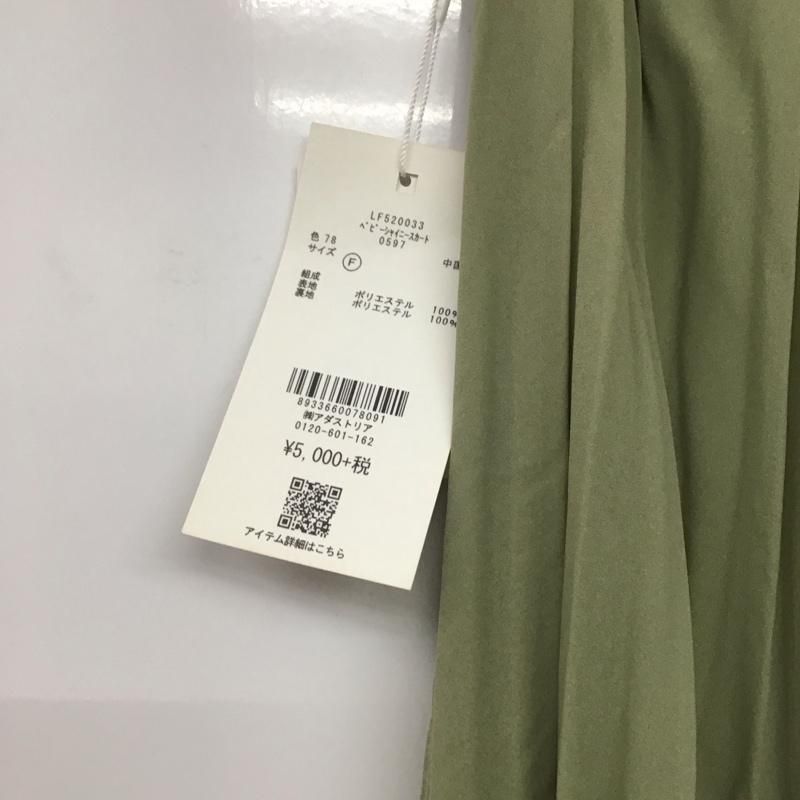 LF520033
ベビーシャイニースカート
0597
色 78
サイズ Ⓕ 中国
組成
表地 ポリエステル 100%
裏地 ポリエステル 100%
8933660078091
㈱アダストリア
0120-601-162
¥5,000+税
アイテム詳細はこちら